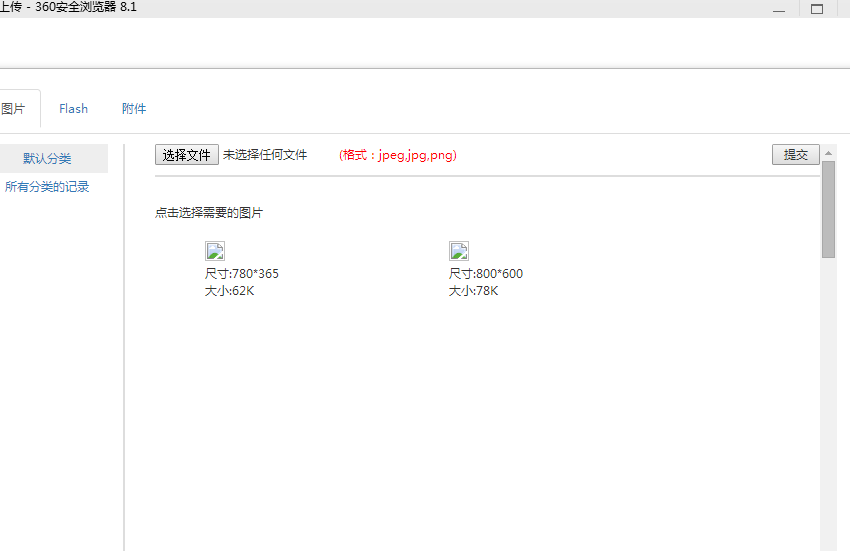 上传 - 360安全浏览器 8.1
图片 Flash 附件
默认分类
所有分类的记录
选择文件 未选择任何文件 (格式：jpeg,jpg,png) 提交
点击选择需要的图片
尺寸:780*365
大小:62K
尺寸:800*600
大小:78K